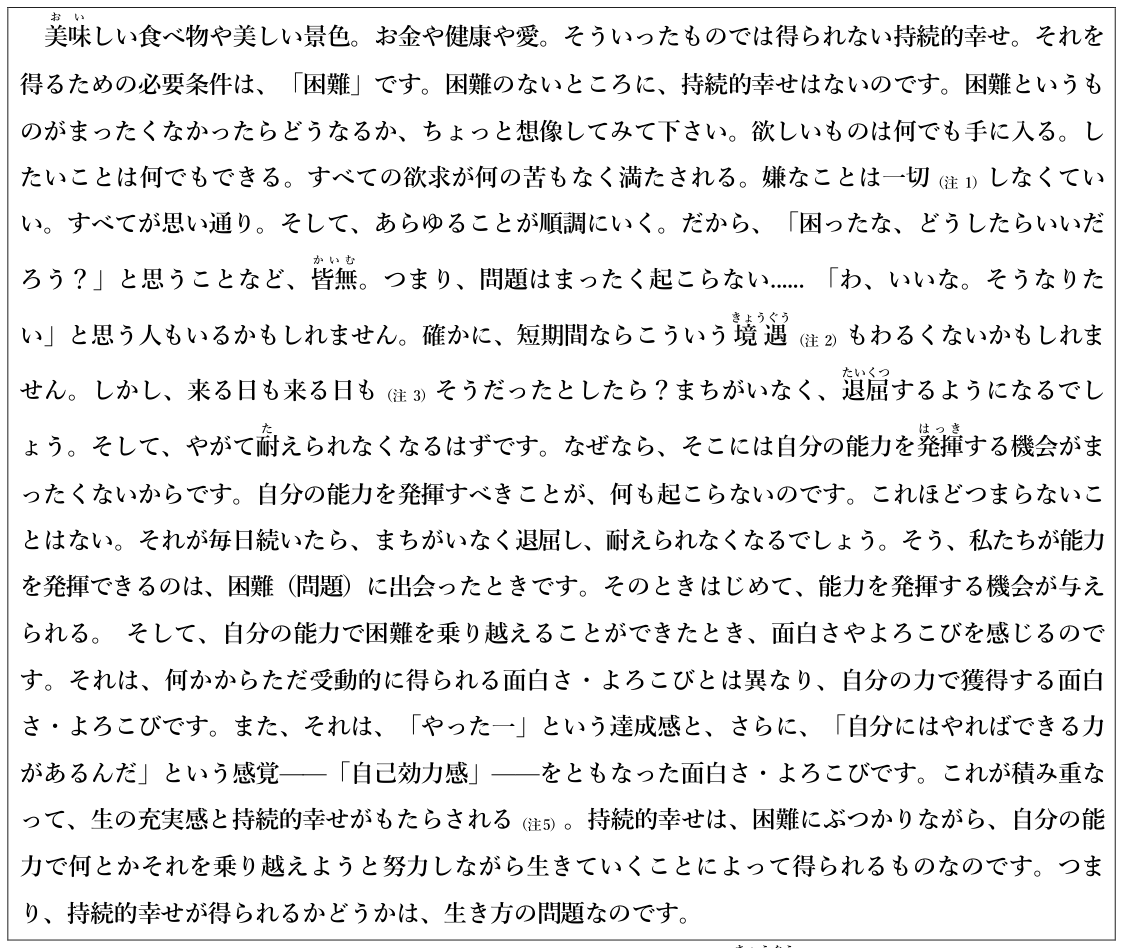 美味しい食べ物や美しい景色。お金や健康や愛。そういったものでは得られない持続的幸せ。それを
得るための必要条件は、「困難」です。困難のないところに、持続的幸せはないのです。困難というも
のがまったくなかったらどうなるか、ちょっと想像してみて下さい。欲しいものは何でも手に入る。し
たいことは何でもできる。すべての欲求が何の苦もなく満たされる。嫌なことは一切（注 1）しなくてい
い。すべてが思い通り。そして、あらゆることが順調にいく。だから、「困ったな、どうしたらいいだ
ろう？」と思うことなど、皆無。つまり、問題はまったく起こらない...... 「わ、いいな。そうなりた
い」と思う人もいるかもしれません。確かに、短期間ならこういう境遇（注 2）もわるくないかもしれま
せん。しかし、来る日も来る日も（注 3）そうだったとしたら？まちがいなく、退屈するようになるでし
ょう。そして、やがて耐えられなくなるはずです。なぜなら、そこには自分の能力を発揮する機会がま
ったくないからです。自分の能力を発揮すべきことが、何も起こらないのです。これほどつまらないこ
とはない。それが毎日続いたら、まちがいなく退屈し、耐えられなくなるでしょう。そう、私たちが能力
を発揮できるのは、困難（問題）に出会ったときです。そのときはじめて、能力を発揮する機会が与え
られる。 そして、自分の能力で困難を乗り越えることができたとき、面白さやよろこびを感じるので
す。それは、何かからただ受動的に得られる面白さ・よろこびとは異なり、自分の力で獲得する面白
さ・よろこびです。また、それは、「やった一」という達成感と、さらに、「自分にはやればできる力
があるんだ」という感覚――「自己効力感」――をともなった面白さ・よろこびです。これが積み重な
って、生の充実感と持続的幸せがもたらされる（注5）。持続的幸せは、困難にぶつかりながら、自分の能
力で何とかそれを乗り越えようと努力しながら生きていくことによって得られるものなのです。つま
り、持続的幸せが得られるかどうかは、生き方の問題なのです。